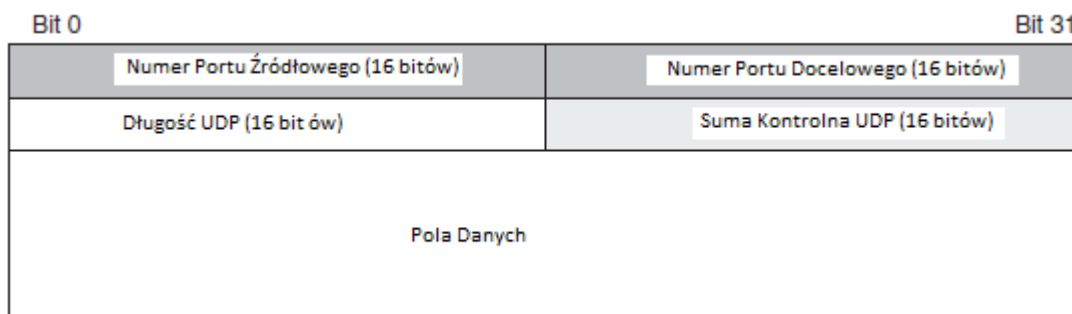 Bit 0 Bit 31
Numer Portu Źródłowego (16 bitów) Numer Portu Docelowego (16 bitów)
Długość UDP (16 bit ów) Suma Kontrolna UDP (16 bitów)
Pola Danych